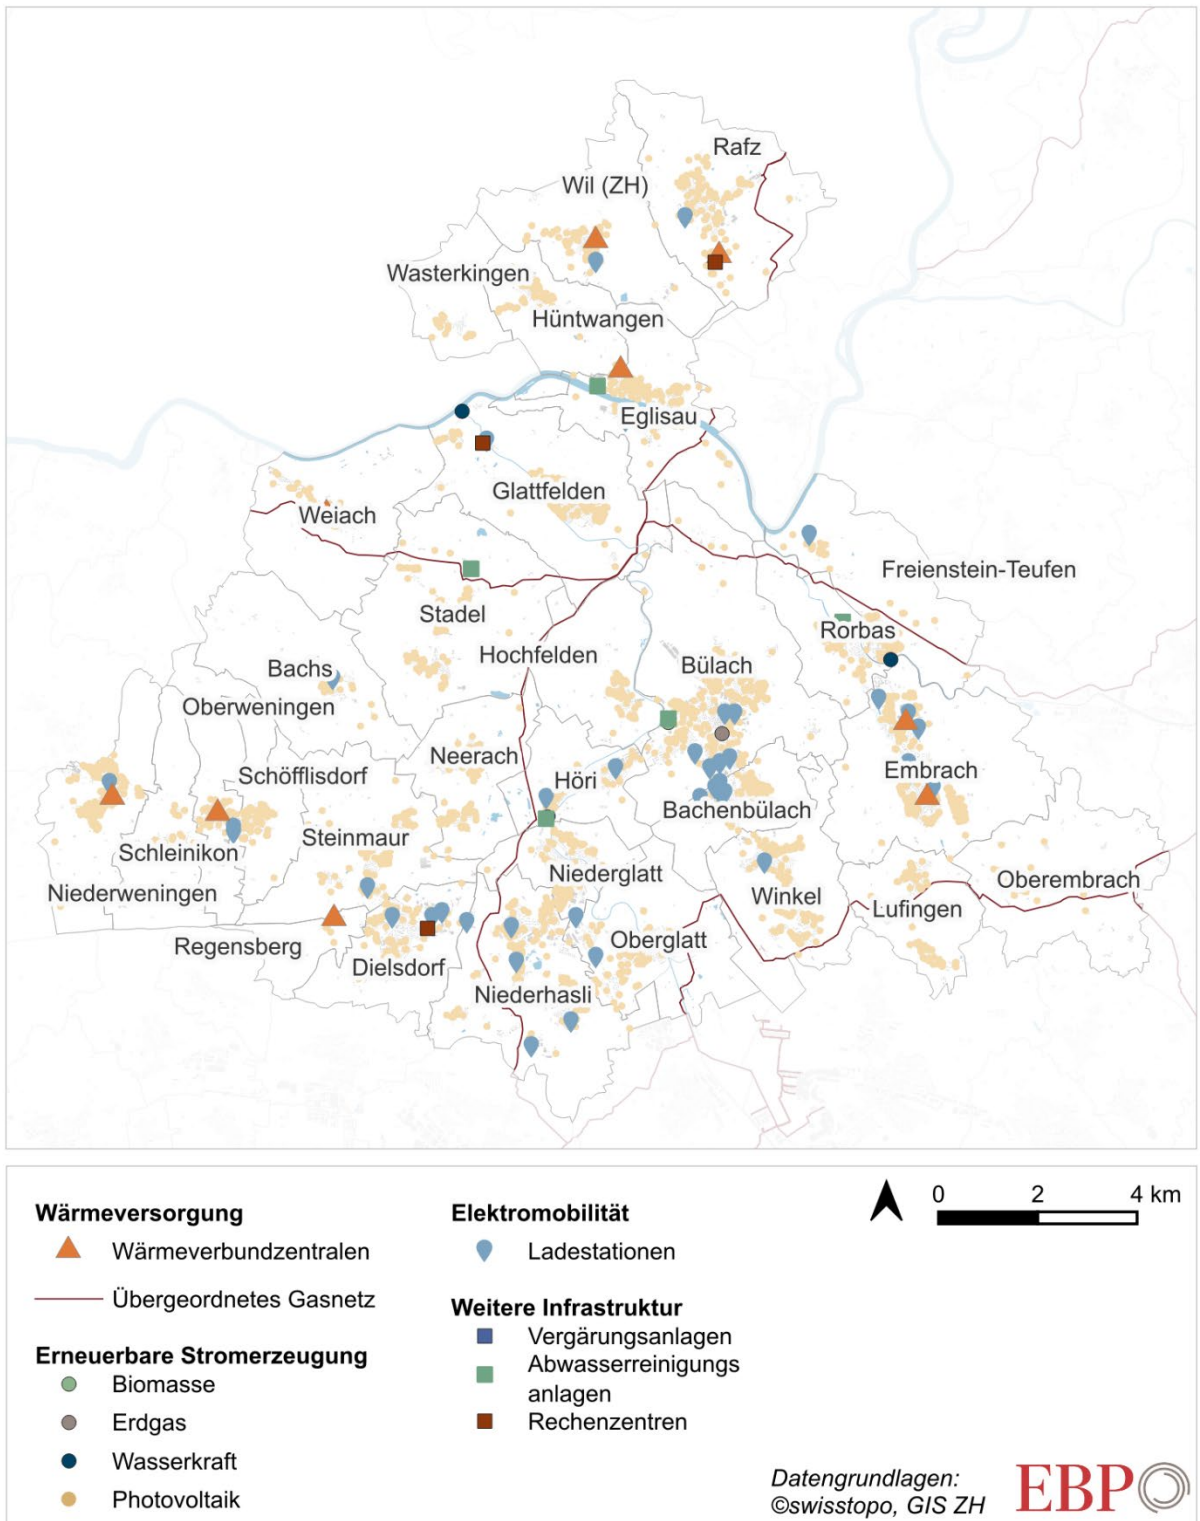 Rafz
Wil (ZH)
Wasterkingen
Hüntwangen
Eglisau
Glattfelden
Weiach
Freienstein-Teufen
Stadel
Rorbas
Hochfelden
Bülach
Bachs
Oberweningen
Neerach
Schöfflisdorf
Höri
Embrach
Bachenbülach
Steinmaur
Schleinikon
Niederglatt
Oberembrach
Niederweningen
Winkel
Lufingen
Regensberg
Oberglatt
Dielsdorf
Niederhasli
Wärmeversorgung
Wärmeverbundzentralen
Übergeordnetes Gasnetz
Erneuerbare Stromerzeugung
Biomasse
Erdgas
Wasserkraft
Photovoltaik
Elektromobilität
Ladestationen
Weitere Infrastruktur
Vergärungsanlagen
Abwasserreinigungs
anlagen
Rechenzentren
0 2 4 km
Datengrundlagen:
©swisstopo, GIS ZH
EBP